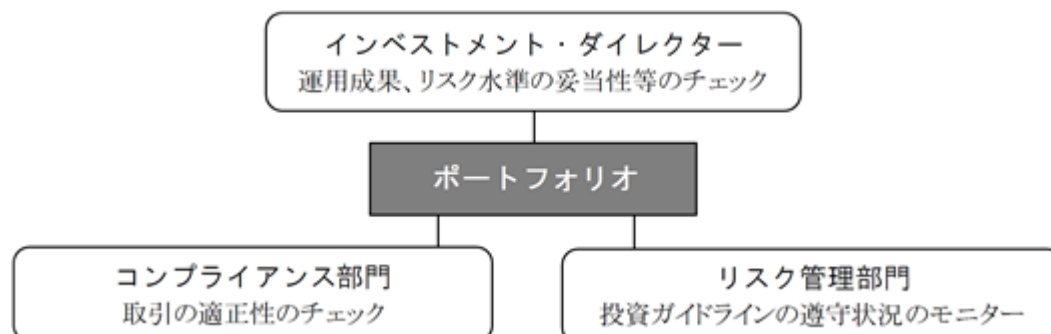 インベストメント・ダイレクター
運用成果、リスク水準の妥当性等のチェック
ポートフォリオ
コンプライアンス部門
取引の適正性のチェック
リスク管理部門
投資ガイドラインの遵守状況のモニター